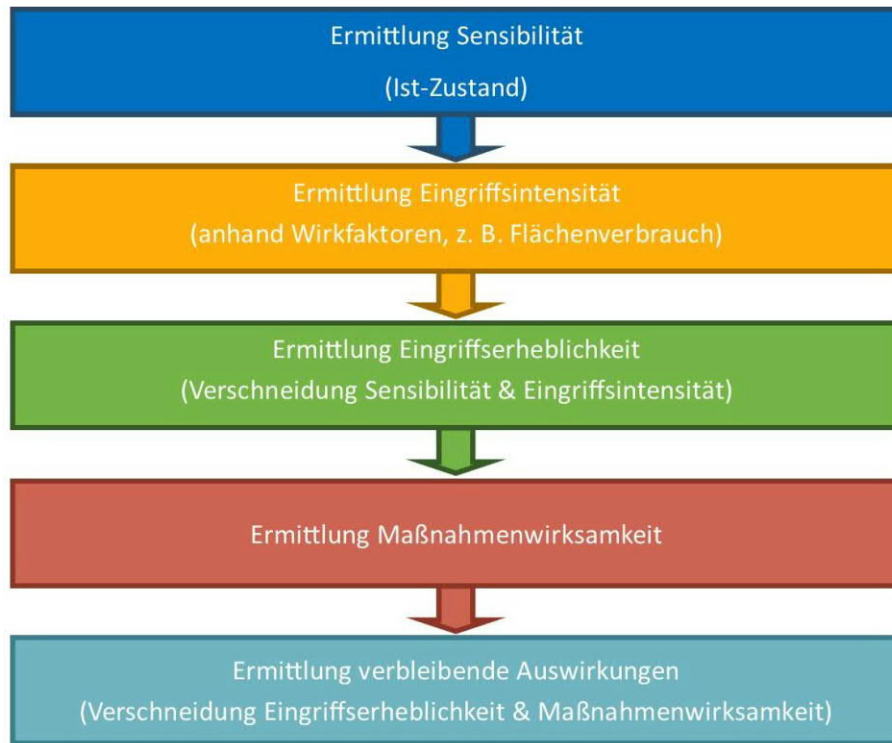 Ermittlung Sensibilität
(Ist-Zustand)
Ermittlung Eingriffsintensität
(anhand Wirkfaktoren, z. B. Flächenverbrauch)
Ermittlung Eingriffserheblichkeit
(Verschneidung Sensibilität & Eingriffsintensität)
Ermittlung Maßnahmenwirksamkeit
Ermittlung verbleibende Auswirkungen
(Verschneidung Eingriffserheblichkeit & Maßnahmenwirksamkeit)